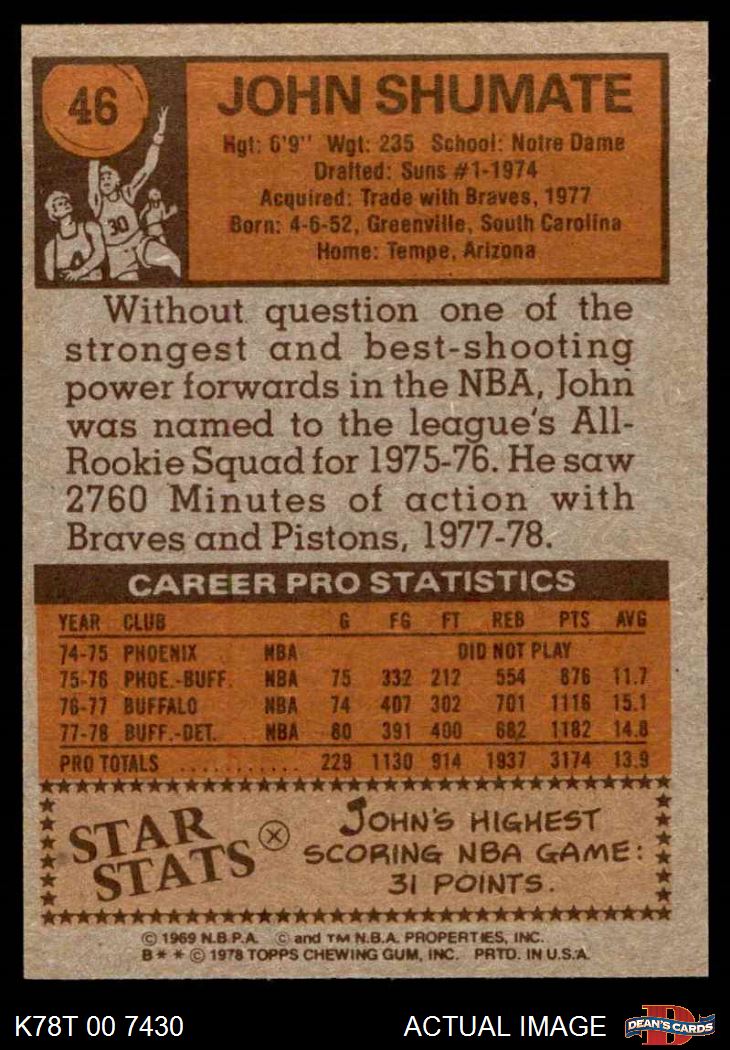 46
30
JOHN SHUMATE
Hgt: 6'9" Wgt: 235 School: Notre Dame
Drafted: Suns #1-1974
Acquired: Trade with Braves, 1977
Born: 4-6-52, Greenville, South Carolina
Home: Tempe, Arizona
Without question one of the
strongest and best-shooting
power forwards in the NBA, John
was named to the league's All-
Rookie Squad for 1975-76. He saw
2760 Minutes of action with
Braves and Pistons, 1977-78.
CAREER PRO STATISTICS
YEAR CLUB G FG FT REB PTS AVG
74-75 PHOENIX NBA DID NOT PLAY
75-76 PHOE.-BUFF. NBA 75 332 212 554 876 11.7
76-77 BUFFALO NBA 74 407 302 701 1116 15.1
77-78 BUFF.-DET. NBA 80 391 400 682 1182 14.8
PRO TOTALS ............ 229 1130 914 1937 3174 13.9
STAR
STATS
JOHN'S HIGHEST
SCORING NBA GAME:
31 POINTS.
© 1969 N.B.P.A. © and TM N.B.A. PROPERTIES, INC.
B * * © 1978 TOPPS CHEWING GUM, INC. PRTD. IN U.S.A.
K78T 00 7430 ACTUAL IMAGE
D
DEAN'S CARDS